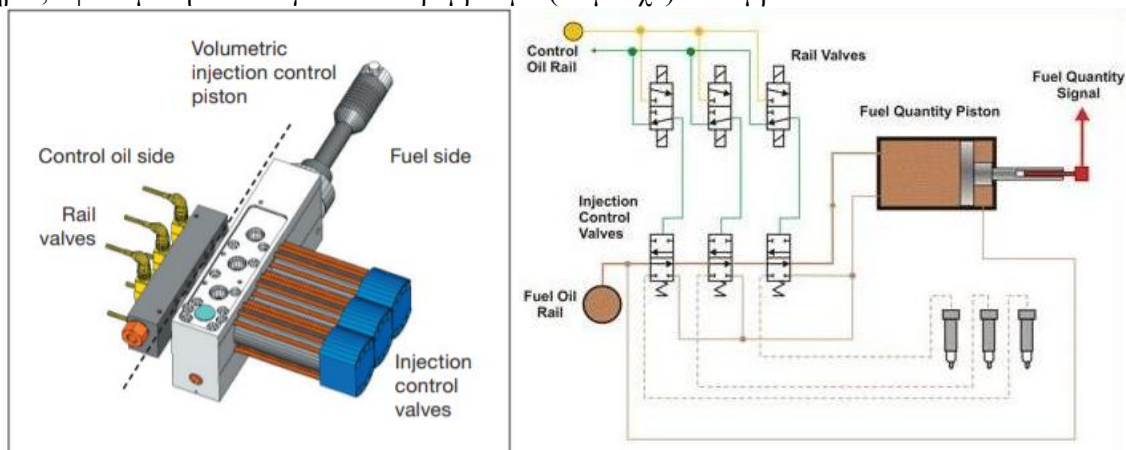 Volumetric
injection control
piston
Control oil side
Fuel side
Rail
valves
Injection
control
valves
Control
Oil Rail
Rail Valves
Fuel Quantity
Signal
Fuel Quantity Piston
Injection
Control
Valves
Fuel Oil
Rail